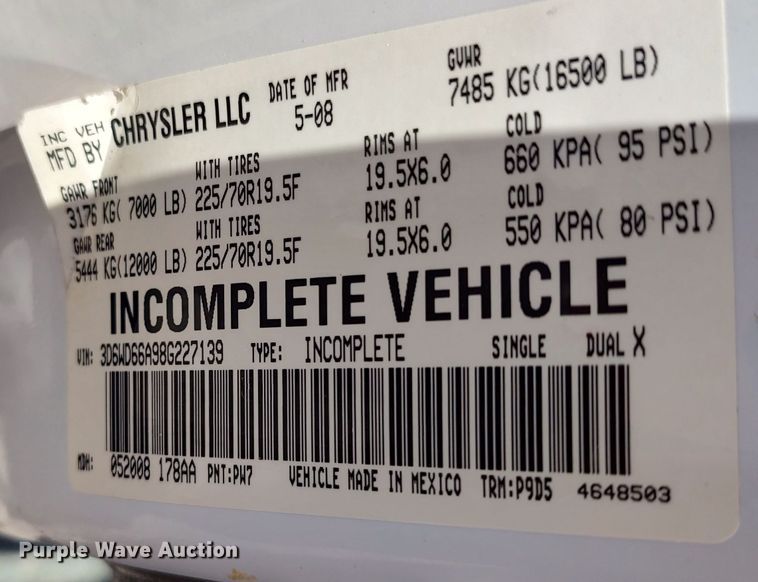 INC VEH MFD BY CHRYSLER LLC DATE OF MFR 5-08 GVWR 7485 KG(16500 LB)
GAWR FRONT WITH TIRES RIMS AT COLD
3176 KG( 7000 LB) 225/70R19.5F 19.5X6.0 660 KPA( 95 PSI)
GAWR REAR WITH TIRES RIMS AT COLD
5444 KG(12000 LB) 225/70R19.5F 19.5X6.0 550 KPA( 80 PSI)
INCOMPLETE VEHICLE
VIN: 3D6WD66A98G227139 TYPE: INCOMPLETE SINGLE DUAL X
MDH: 052008 178AA PNT:PW7 VEHICLE MADE IN MEXICO TRM:P9D5 4648503
Purple Wave Auction